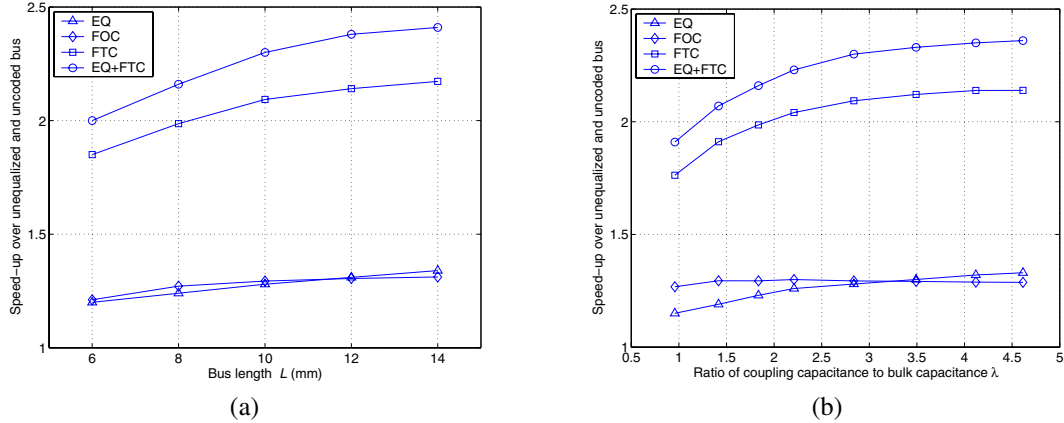 2.5
EQ
FOC
FTC
EQ+FTC
2
1.5
1
6
8
10
12
14
Speed-up over unequalized and uncoded bus
Bus length L (mm)
(a)
2.5
EQ
FOC
FTC
EQ+FTC
2
1.5
1
0.5
1
1.5
2
2.5
3
3.5
4
4.5
5
Speed-up over unequalized and uncoded bus
Ratio of coupling capacitance to bulk capacitance λ
(b)